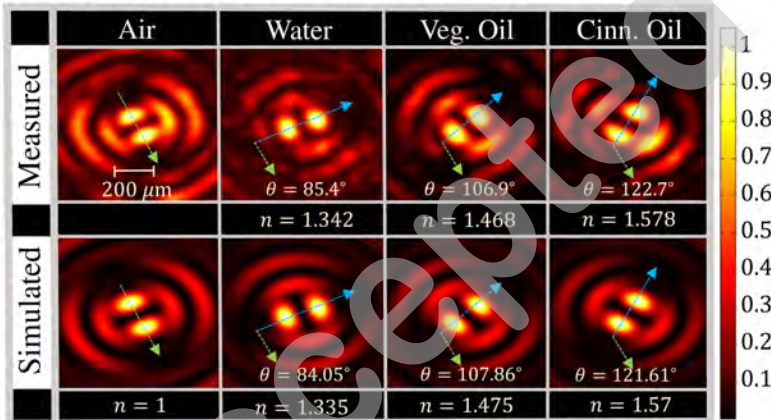 Air Water Veg. Oil Cinn. Oil
Measured
200 μm θ = 85.4° θ = 106.9° θ = 122.7°
n = 1.342 n = 1.468 n = 1.578
Simulated
θ = 84.05° θ = 107.86° θ = 121.61°
n = 1 n = 1.335 n = 1.475 n = 1.57
1
0.9
0.8
0.7
0.6
0.5
0.4
0.3
0.2
0.1
Accepted